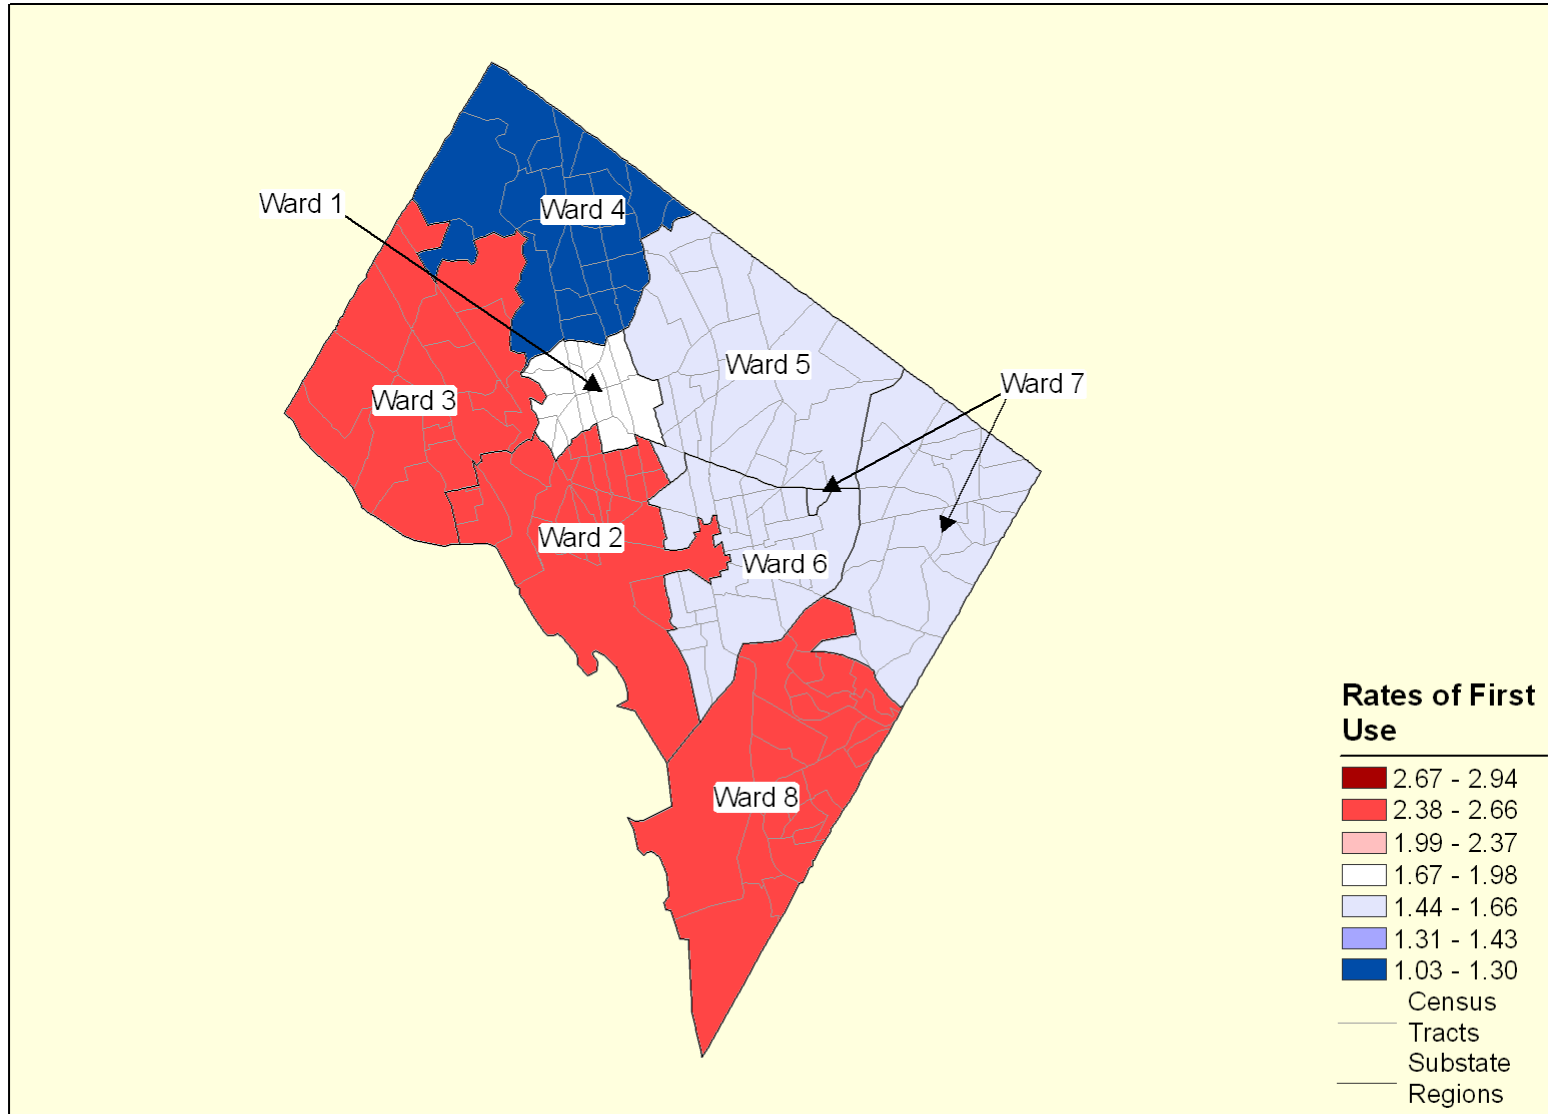 Ward 1
Ward 4
Ward 5
Ward 7
Ward 3
Ward 2
Ward 6
Ward 8
Rates of First
Use
2.67 - 2.94
2.38 - 2.66
1.99 - 2.37
1.67 - 1.98
1.44 - 1.66
1.31 - 1.43
1.03 - 1.30
Census
Tracts
Substate
Regions